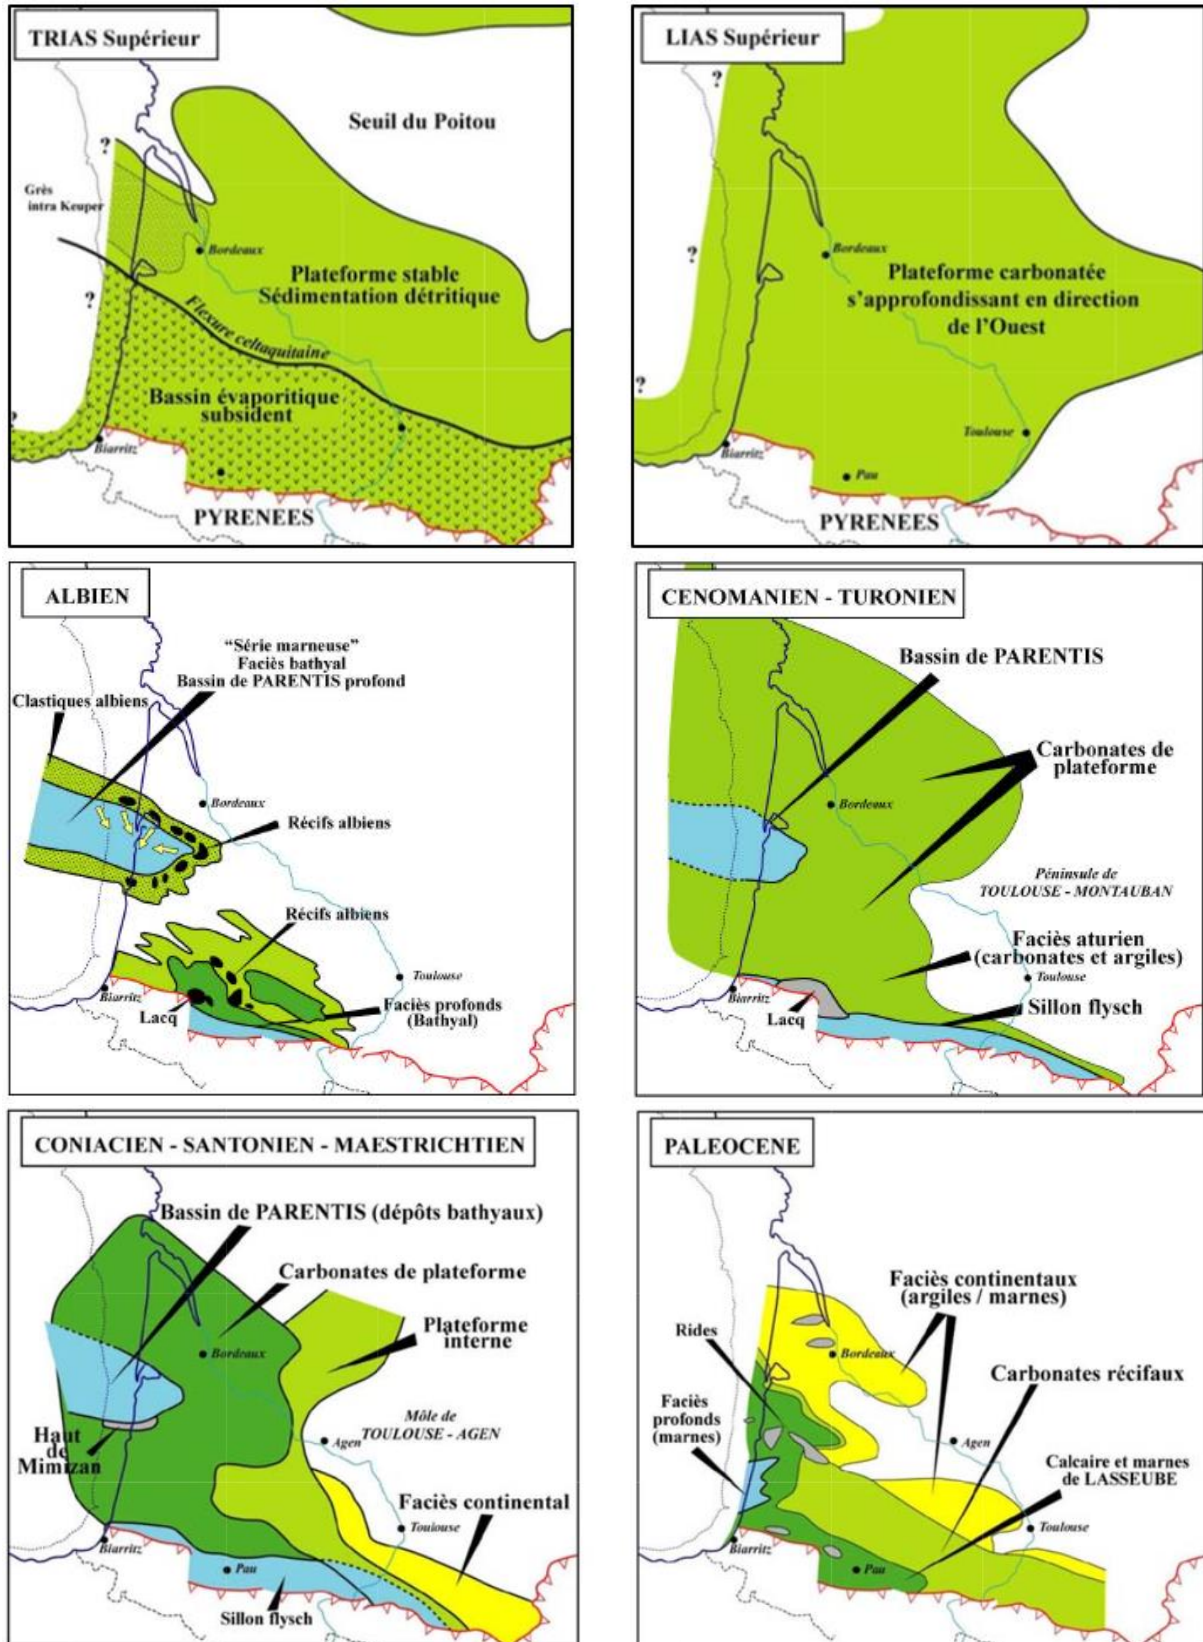 TRIAS Supérieur
Seuil du Poitou
?
Grès
intra Keuper
Bordeaux
Plateforme stable
Sédimentation détritique
?
Flexure celtaquitaine
Bassin évaporitique
subsident
?
Biarritz
PYRENEES
LIAS Supérieur
?
Bordeaux
?
Plateforme carbonatée
s'approfondissant en direction
de l'Ouest
?
Toulouse
Biarritz
Pau
PYRENEES
ALBIEN
“Série marneuse”
Faciès bathyal
Bassin de PARENTIS profond
Clastiques albiens
Bordeaux
Récifs albiens
Récifs albiens
Toulouse
Biarritz
Lacq
Faciès profonds
(Bathyal)
CENOMANIEN - TURONIEN
Bassin de PARENTIS
Carbonates de
plateforme
Bordeaux
Péninsule de
TOULOUSE - MONTAUBAN
Faciès aturien
(carbonates et argiles)
Toulouse
Biarritz
Lacq
Sillon flysch
CONIACIEN - SANTONIEN - MAESTRICHTIEN
Bassin de PARENTIS (dépôts bathyaux)
Carbonates de plateforme
Plateforme
interne
Bordeaux
Môle de
TOULOUSE - AGEN
Haut
de
Mimizan
Agen
Faciès continental
Toulouse
Biarritz
Pau
Sillon flysch
PALEOCENE
Faciès continentaux
(argiles / marnes)
Rides
Bordeaux
Carbonates récifaux
Faciès
profonds
(marnes)
Agen
Calcaire et marnes
de LASSEUBE
Toulouse
Biarritz
Pau